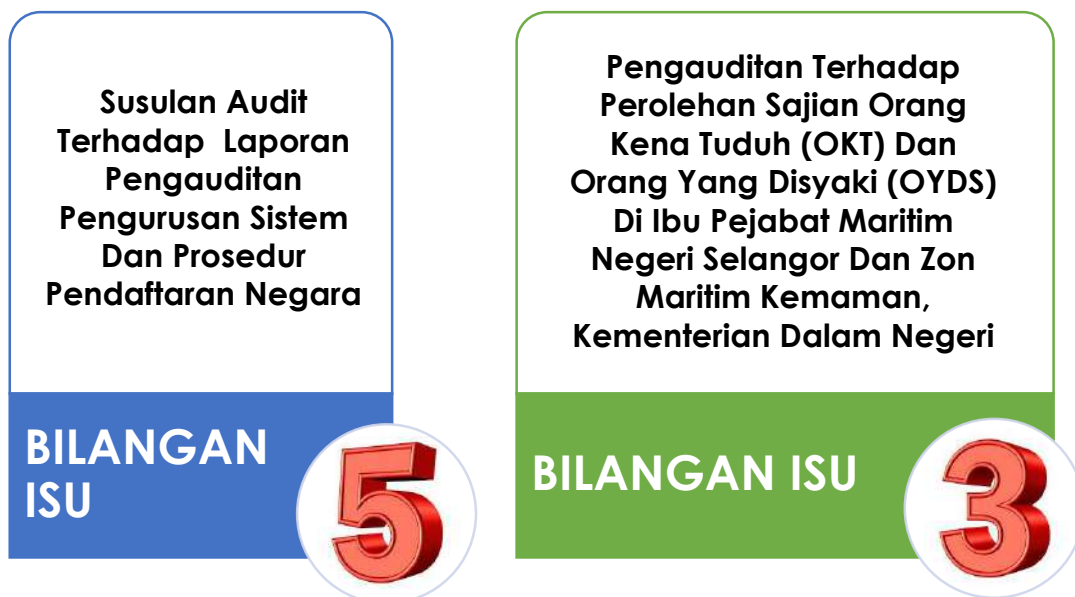 Susulan Audit
Terhadap Laporan
Pengauditan
Pengurusan Sistem
Dan Prosedur
Pendaftaran Negara
BILANGAN
ISU
5
Pengauditan Terhadap
Perolehan Sajian Orang
Kena Tuduh (OKT) Dan
Orang Yang Disyaki (OYDS)
Di Ibu Pejabat Maritim
Negeri Selangor Dan Zon
Maritim Kemaman,
Kementerian Dalam Negeri
BILANGAN ISU
3